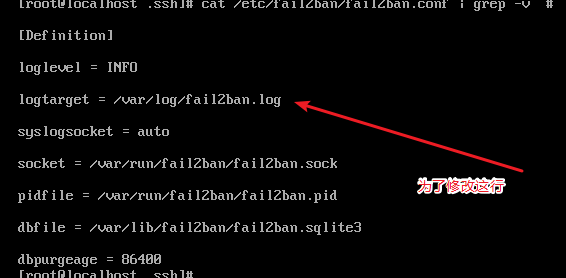 [root@localhost .ssh]# cat /etc/fail2ban/fail2ban.conf | grep -v  #
[Definition]
loglevel = INFO
logtarget = /var/log/fail2ban.log
syslogsocket = auto
socket = /var/run/fail2ban/fail2ban.sock
为了修改这行
pidfile = /var/run/fail2ban/fail2ban.pid
dbfile = /var/lib/fail2ban/fail2ban.sqlite3
dbpurgeage = 86400
[root@localhost .ssh]#